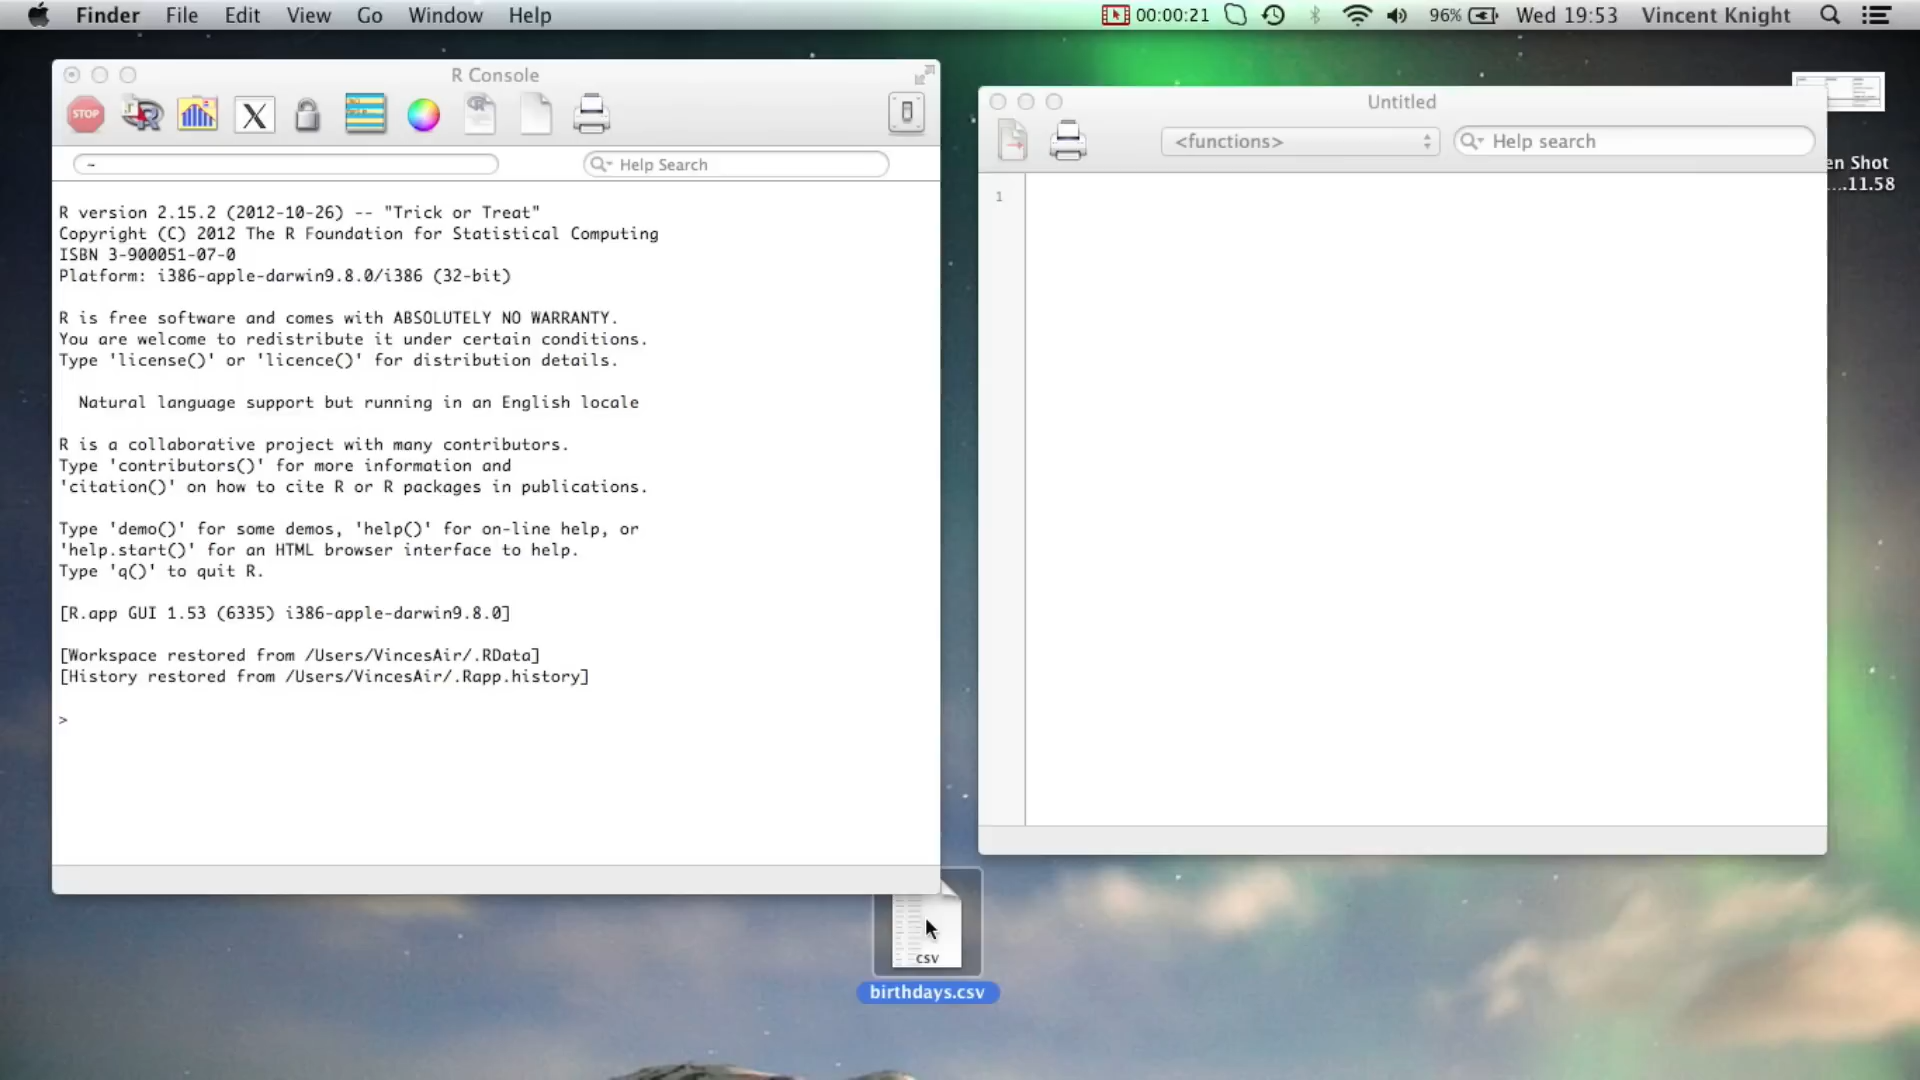 Finder File Edit View Go Window Help 00:00:21 96% Wed 19:53 Vincent Knight
R Console
STOP
~
Help Search
R version 2.15.2 (2012-10-26) -- "Trick or Treat"
Copyright (C) 2012 The R Foundation for Statistical Computing
ISBN 3-900051-07-0
Platform: i386-apple-darwin9.8.0/i386 (32-bit)
R is free software and comes with ABSOLUTELY NO WARRANTY.
You are welcome to redistribute it under certain conditions.
Type 'license()' or 'licence()' for distribution details.
Natural language support but running in an English locale
R is a collaborative project with many contributors.
Type 'contributors()' for more information and
'citation()' on how to cite R or R packages in publications.
Type 'demo()' for some demos, 'help()' for on-line help, or
'help.start()' for an HTML browser interface to help.
Type 'q()' to quit R.
[R.app GUI 1.53 (6335) i386-apple-darwin9.8.0]
[Workspace restored from /Users/VincesAir/.RData]
[History restored from /Users/VincesAir/.Rapp.history]
>
Untitled
<functions>
Help search
1
en Shot
....11.58
CSV
birthdays.csv